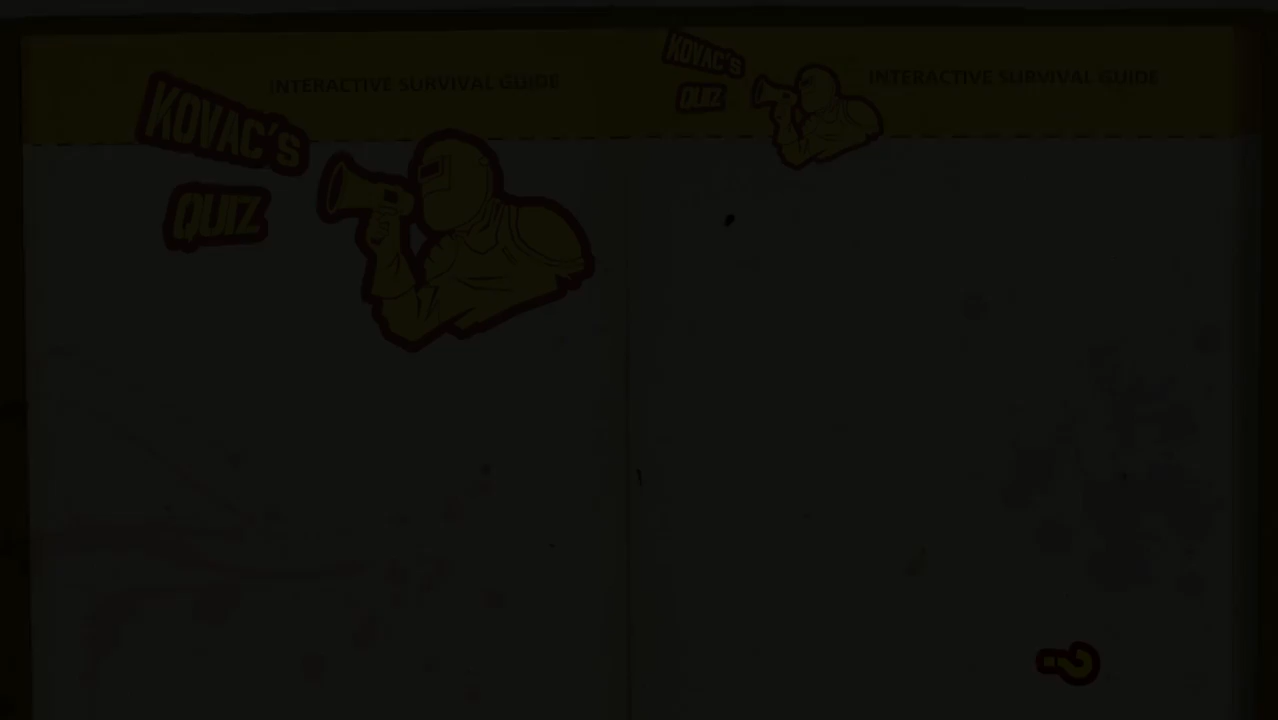 INTERACTIVE SURVIVAL GUIDE
KOVAC'S
QUIZ
INTERACTIVE SURVIVAL GUIDE
KOVAC'S
QUIZ
?